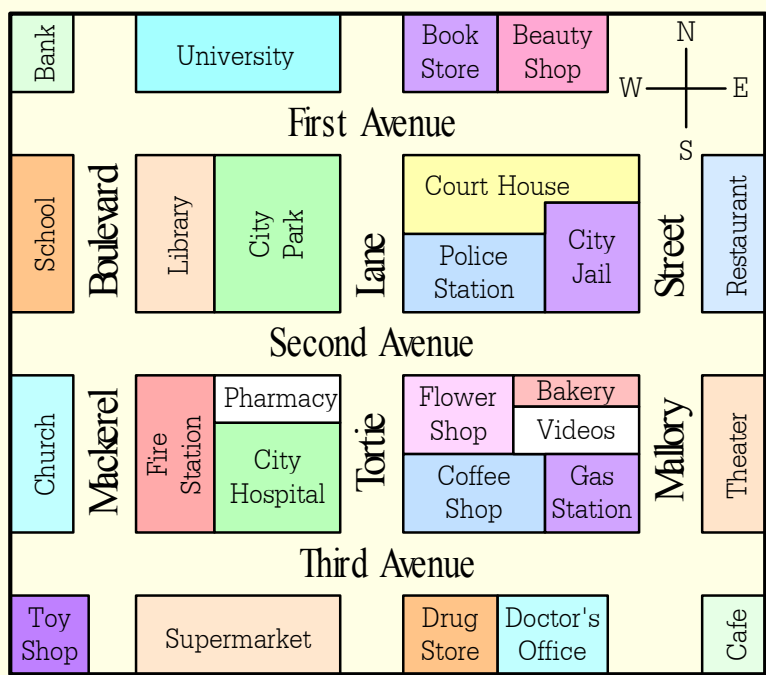 Bank
University
Book
Store
Beauty
Shop
N
W
E
S
First Avenue
School
Boulevard
Library
City
Park
Lane
Court House
Police
Station
City
Jail
Street
Restaurant
Second Avenue
Church
Mackerel
Fire
Station
Pharmacy
City
Hospital
Tortie
Flower
Shop
Bakery
Videos
Coffee
Shop
Gas
Station
Mallory
Theater
Third Avenue
Toy
Shop
Supermarket
Drug
Store
Doctor's
Office
Cafe